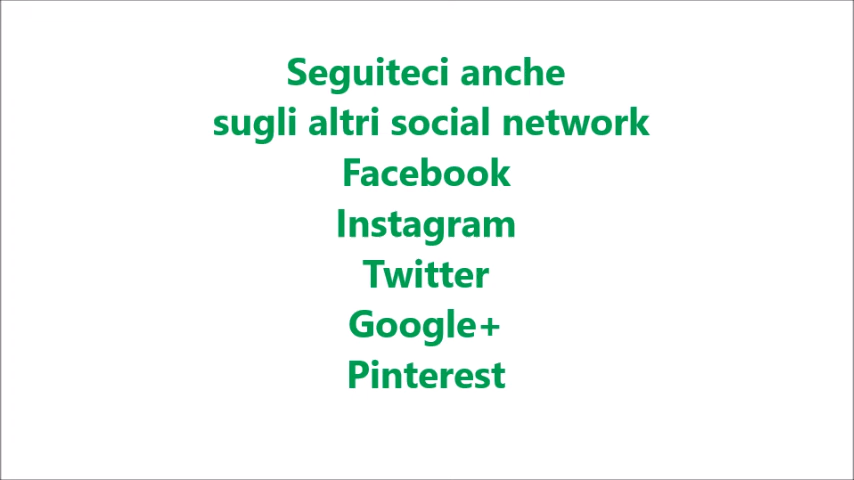 Seguiteci anche
sugli altri social network
Facebook
Instagram
Twitter
Google+
Pinterest